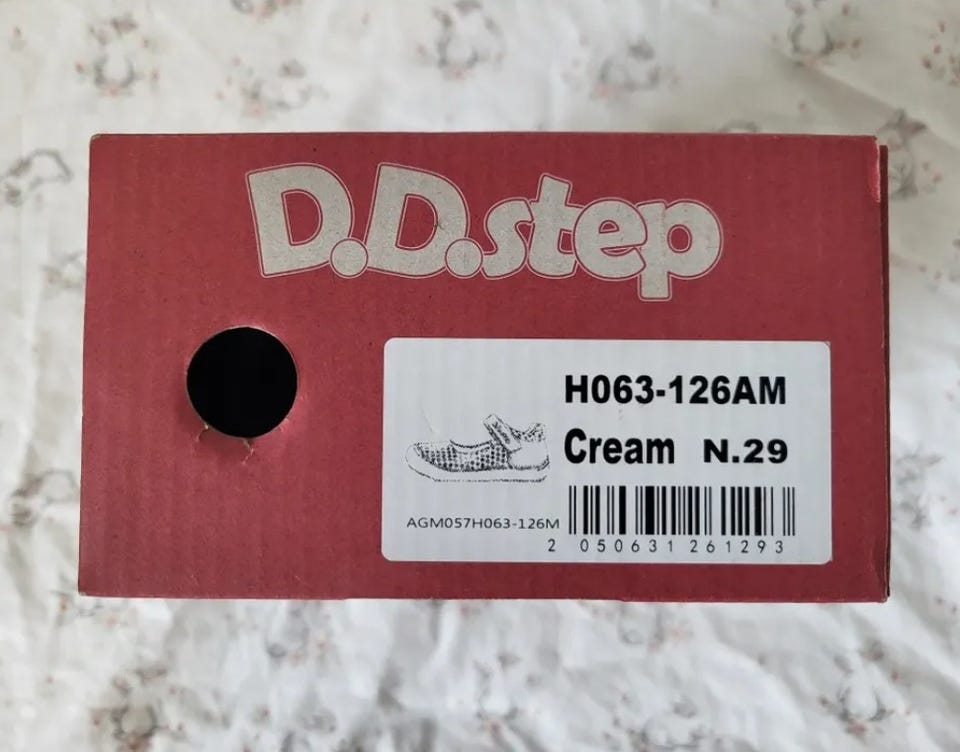 D.D.step
H063-126AM
Cream N.29
AGM057H063-126M
2 050631 261293